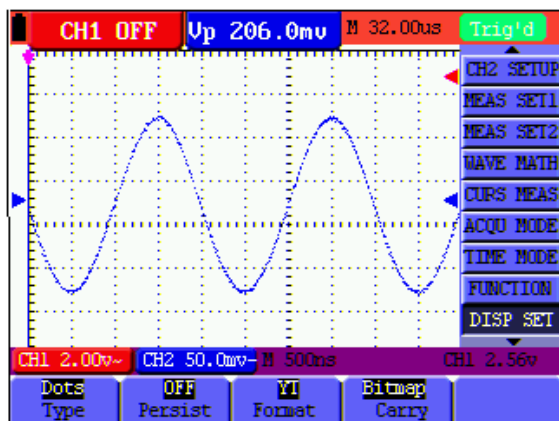 CH1 OFF
Vp 206.0mv
M 32.00us
Trig'd
CH2 SETUP
MEAS SET1
MEAS SET2
WAVE MATH
CURS MEAS
ACQU MODE
TIME MODE
FUNCTION
DISP SET
CH1 2.00v~
CH2 50.0mv-
M 500ns
CH1 2.56v
Dots
Type
OFF
Persist
YT
Format
Bitmap
Carry